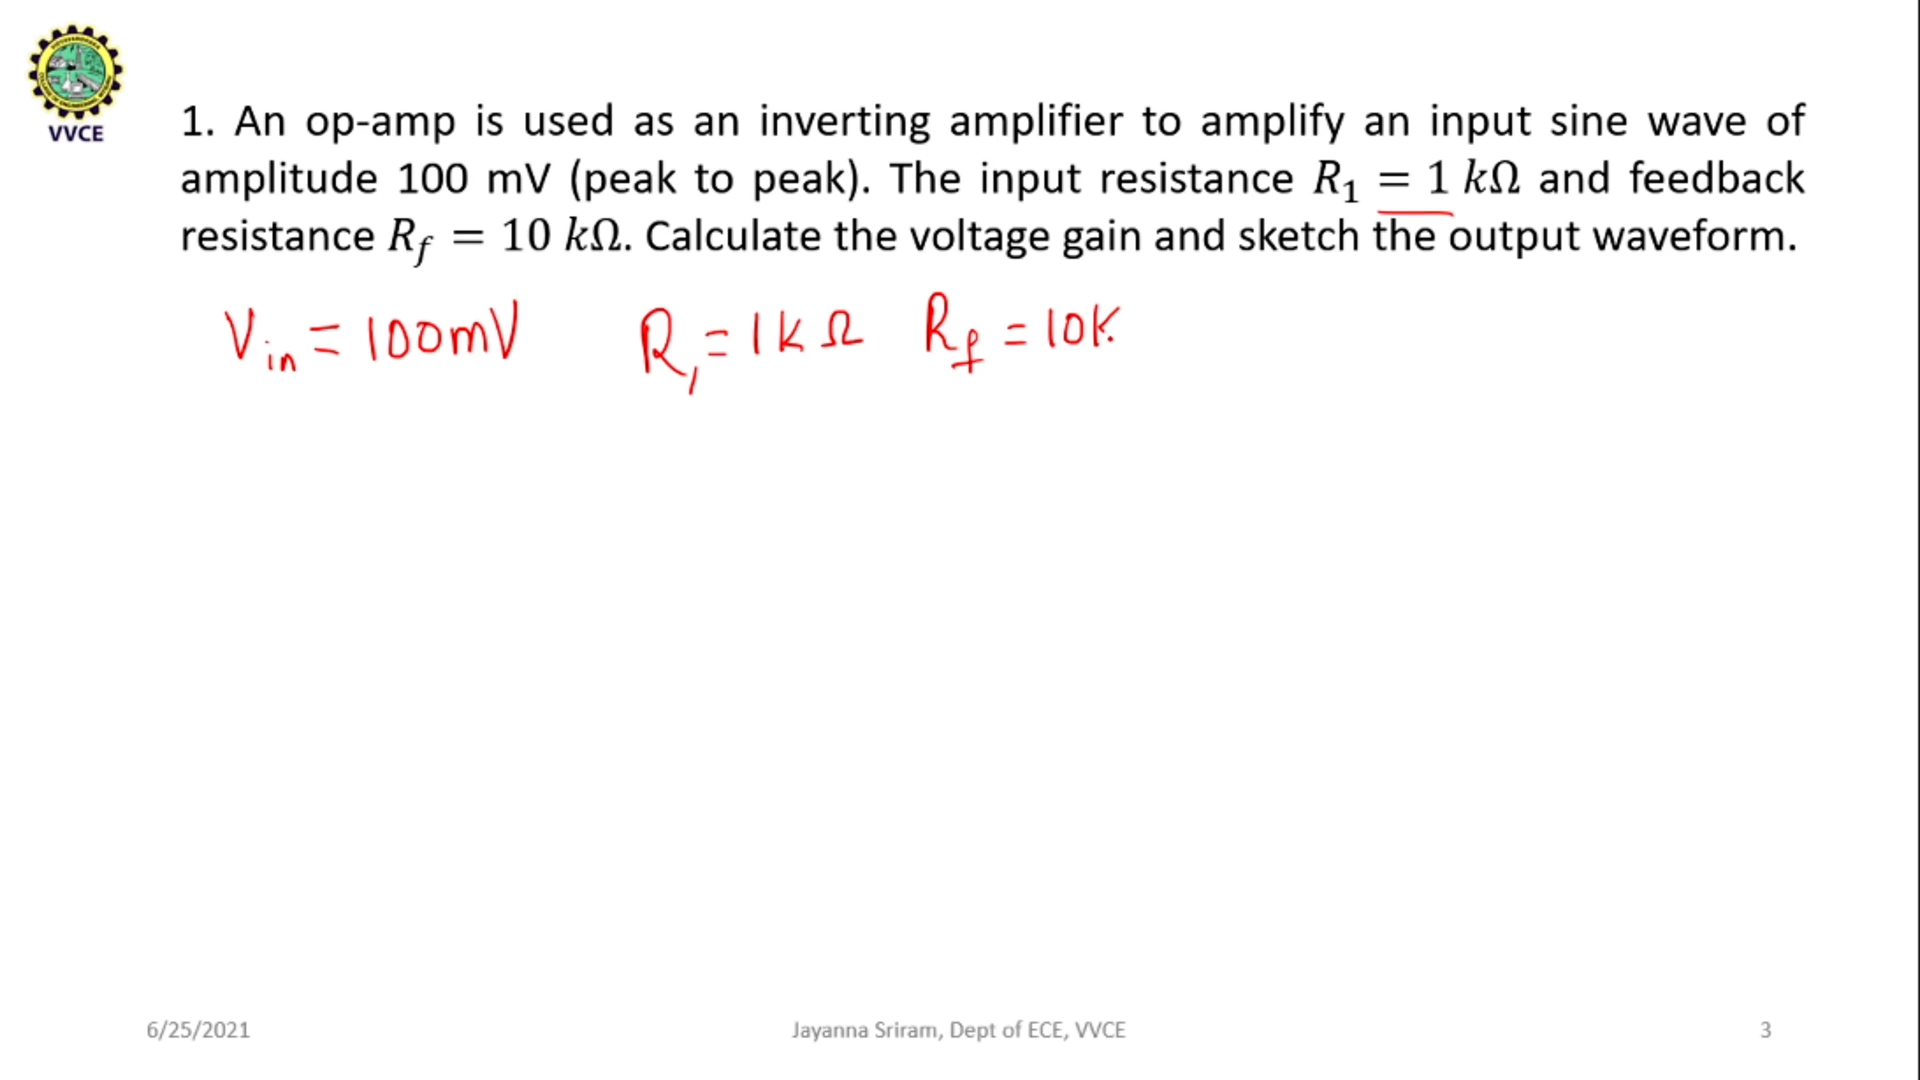 VVCE
1. An op-amp is used as an inverting amplifier to amplify an input sine wave of
amplitude 100 mV (peak to peak). The input resistance R₁ = 1 kΩ and feedback
resistance R_f = 10 kΩ. Calculate the voltage gain and sketch the output waveform.
V_in = 100mV R₁ = 1kΩ R_f = 10K
6/25/2021 Jayanna Sriram, Dept of ECE, VVCE 3